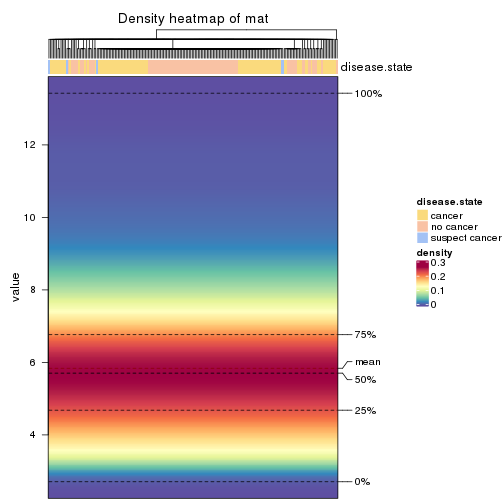 Density heatmap of mat
disease.state
100%
12
10
8
6
4
value
75%
mean
50%
25%
0%
disease.state
cancer
no cancer
suspect cancer
density
0.3
0.2
0.1
0